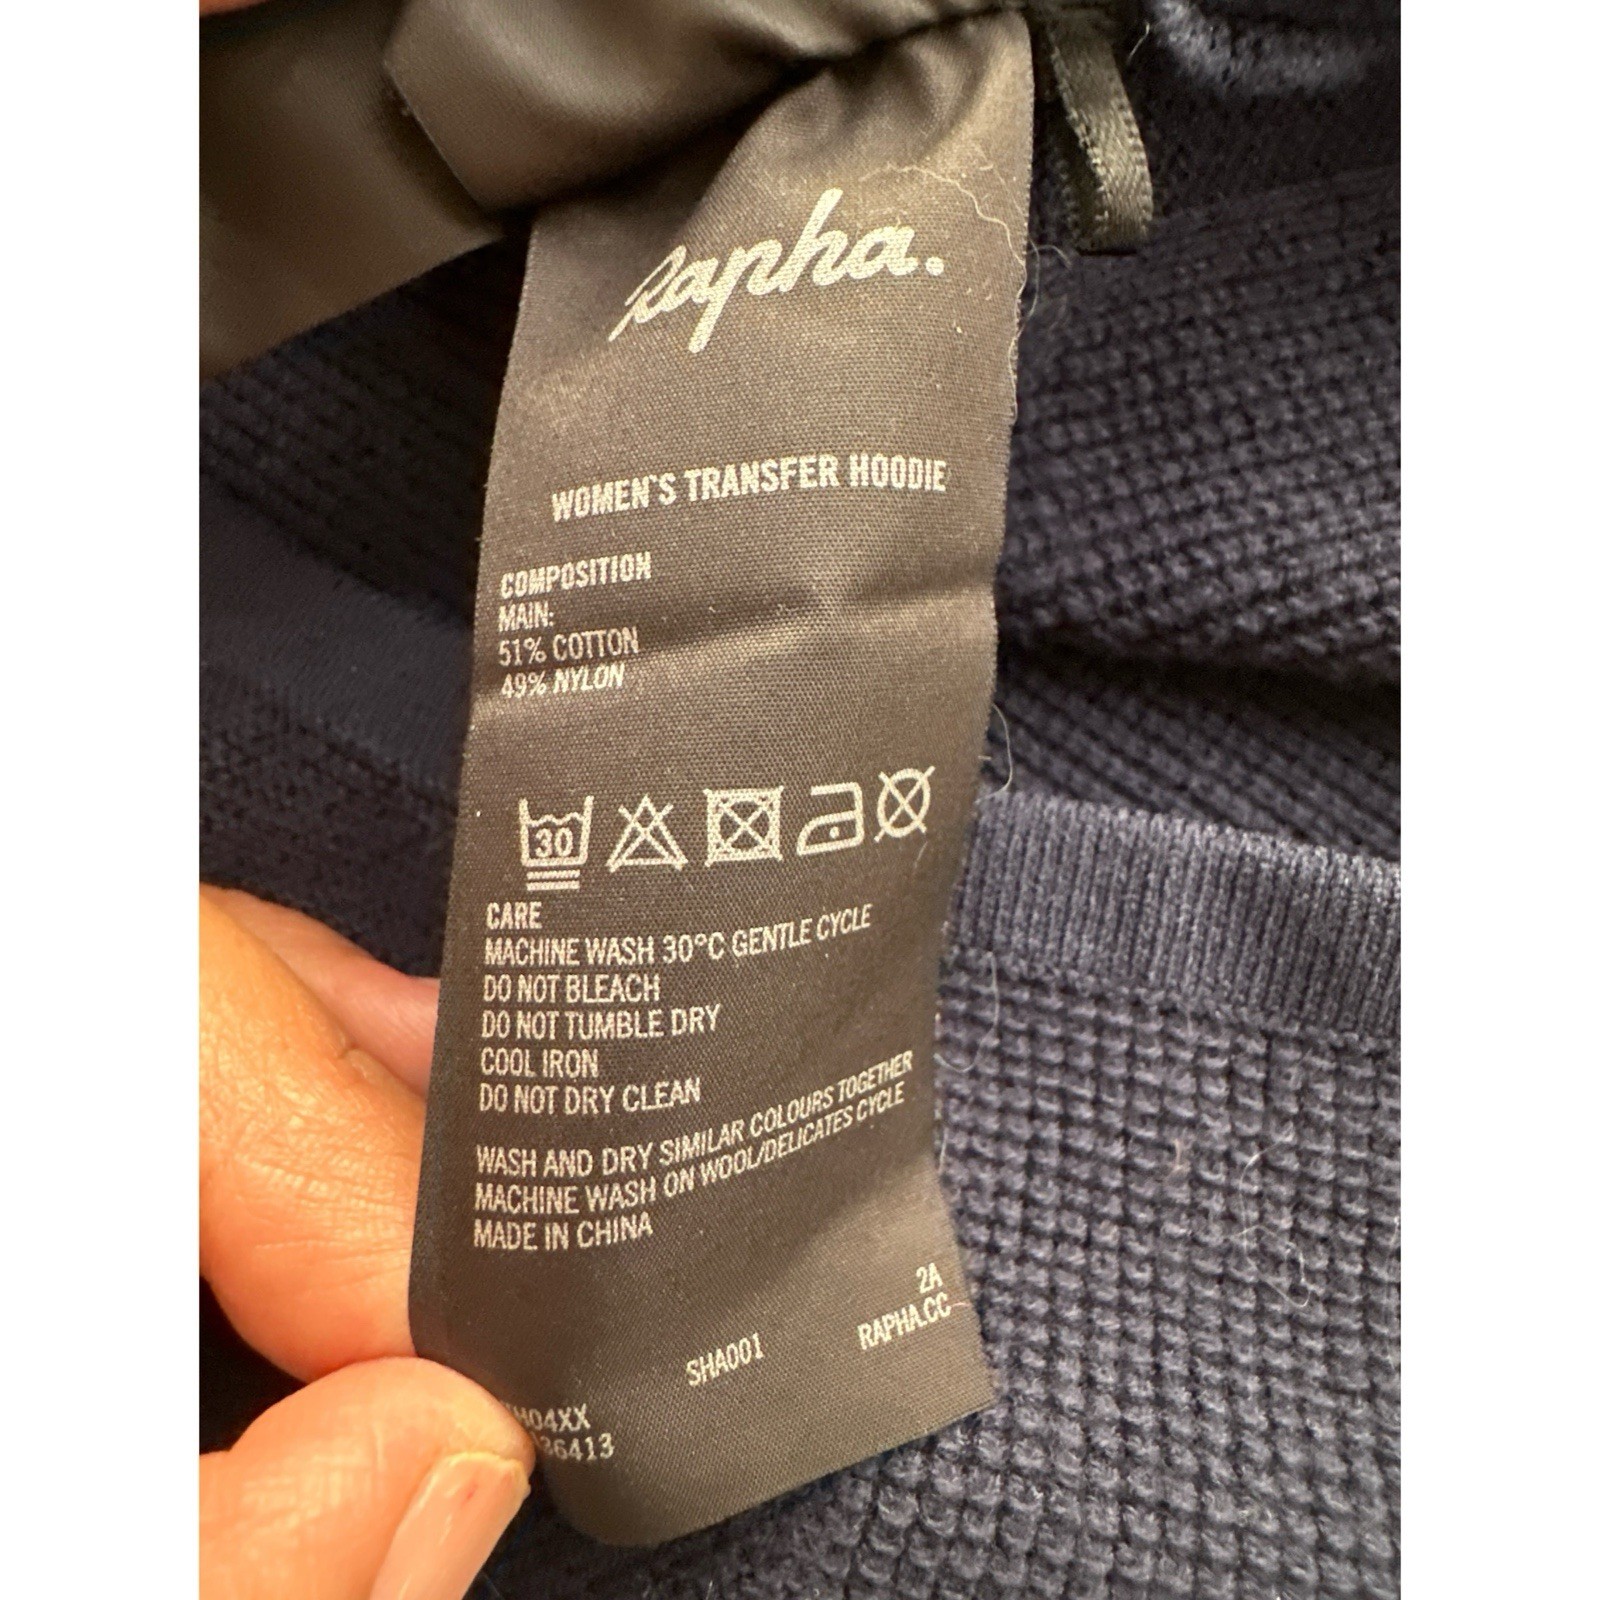 Rapha.
WOMEN'S TRANSFER HOODIE
COMPOSITION
MAIN:
51% COTTON
49% NYLON
30
CARE
MACHINE WASH 30°C GENTLE CYCLE
DO NOT BLEACH
DO NOT TUMBLE DRY
COOL IRON
DO NOT DRY CLEAN
WASH AND DRY SIMILAR COLOURS TOGETHER
MACHINE WASH ON WOOL/DELICATES CYCLE
MADE IN CHINA
2A
RAPHA.CC
SHA001